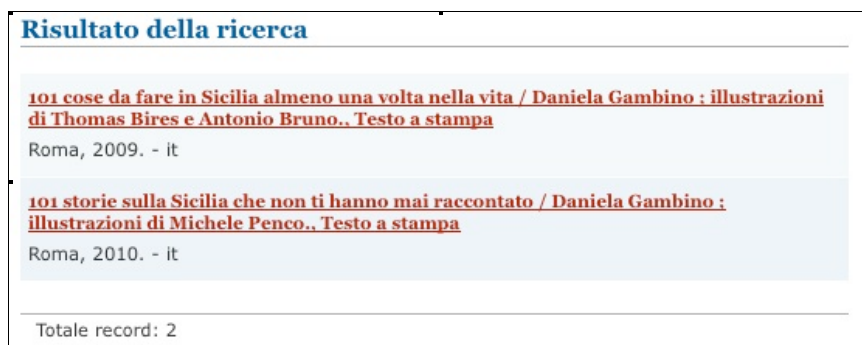 Risultato della ricerca
101 cose da fare in Sicilia almeno una volta nella vita / Daniela Gambino ; illustrazioni
di Thomas Bires e Antonio Bruno., Testo a stampa
Roma, 2009. - it
101 storie sulla Sicilia che non ti hanno mai raccontato / Daniela Gambino ;
illustrazioni di Michele Penco., Testo a stampa
Roma, 2010. - it
Totale record: 2